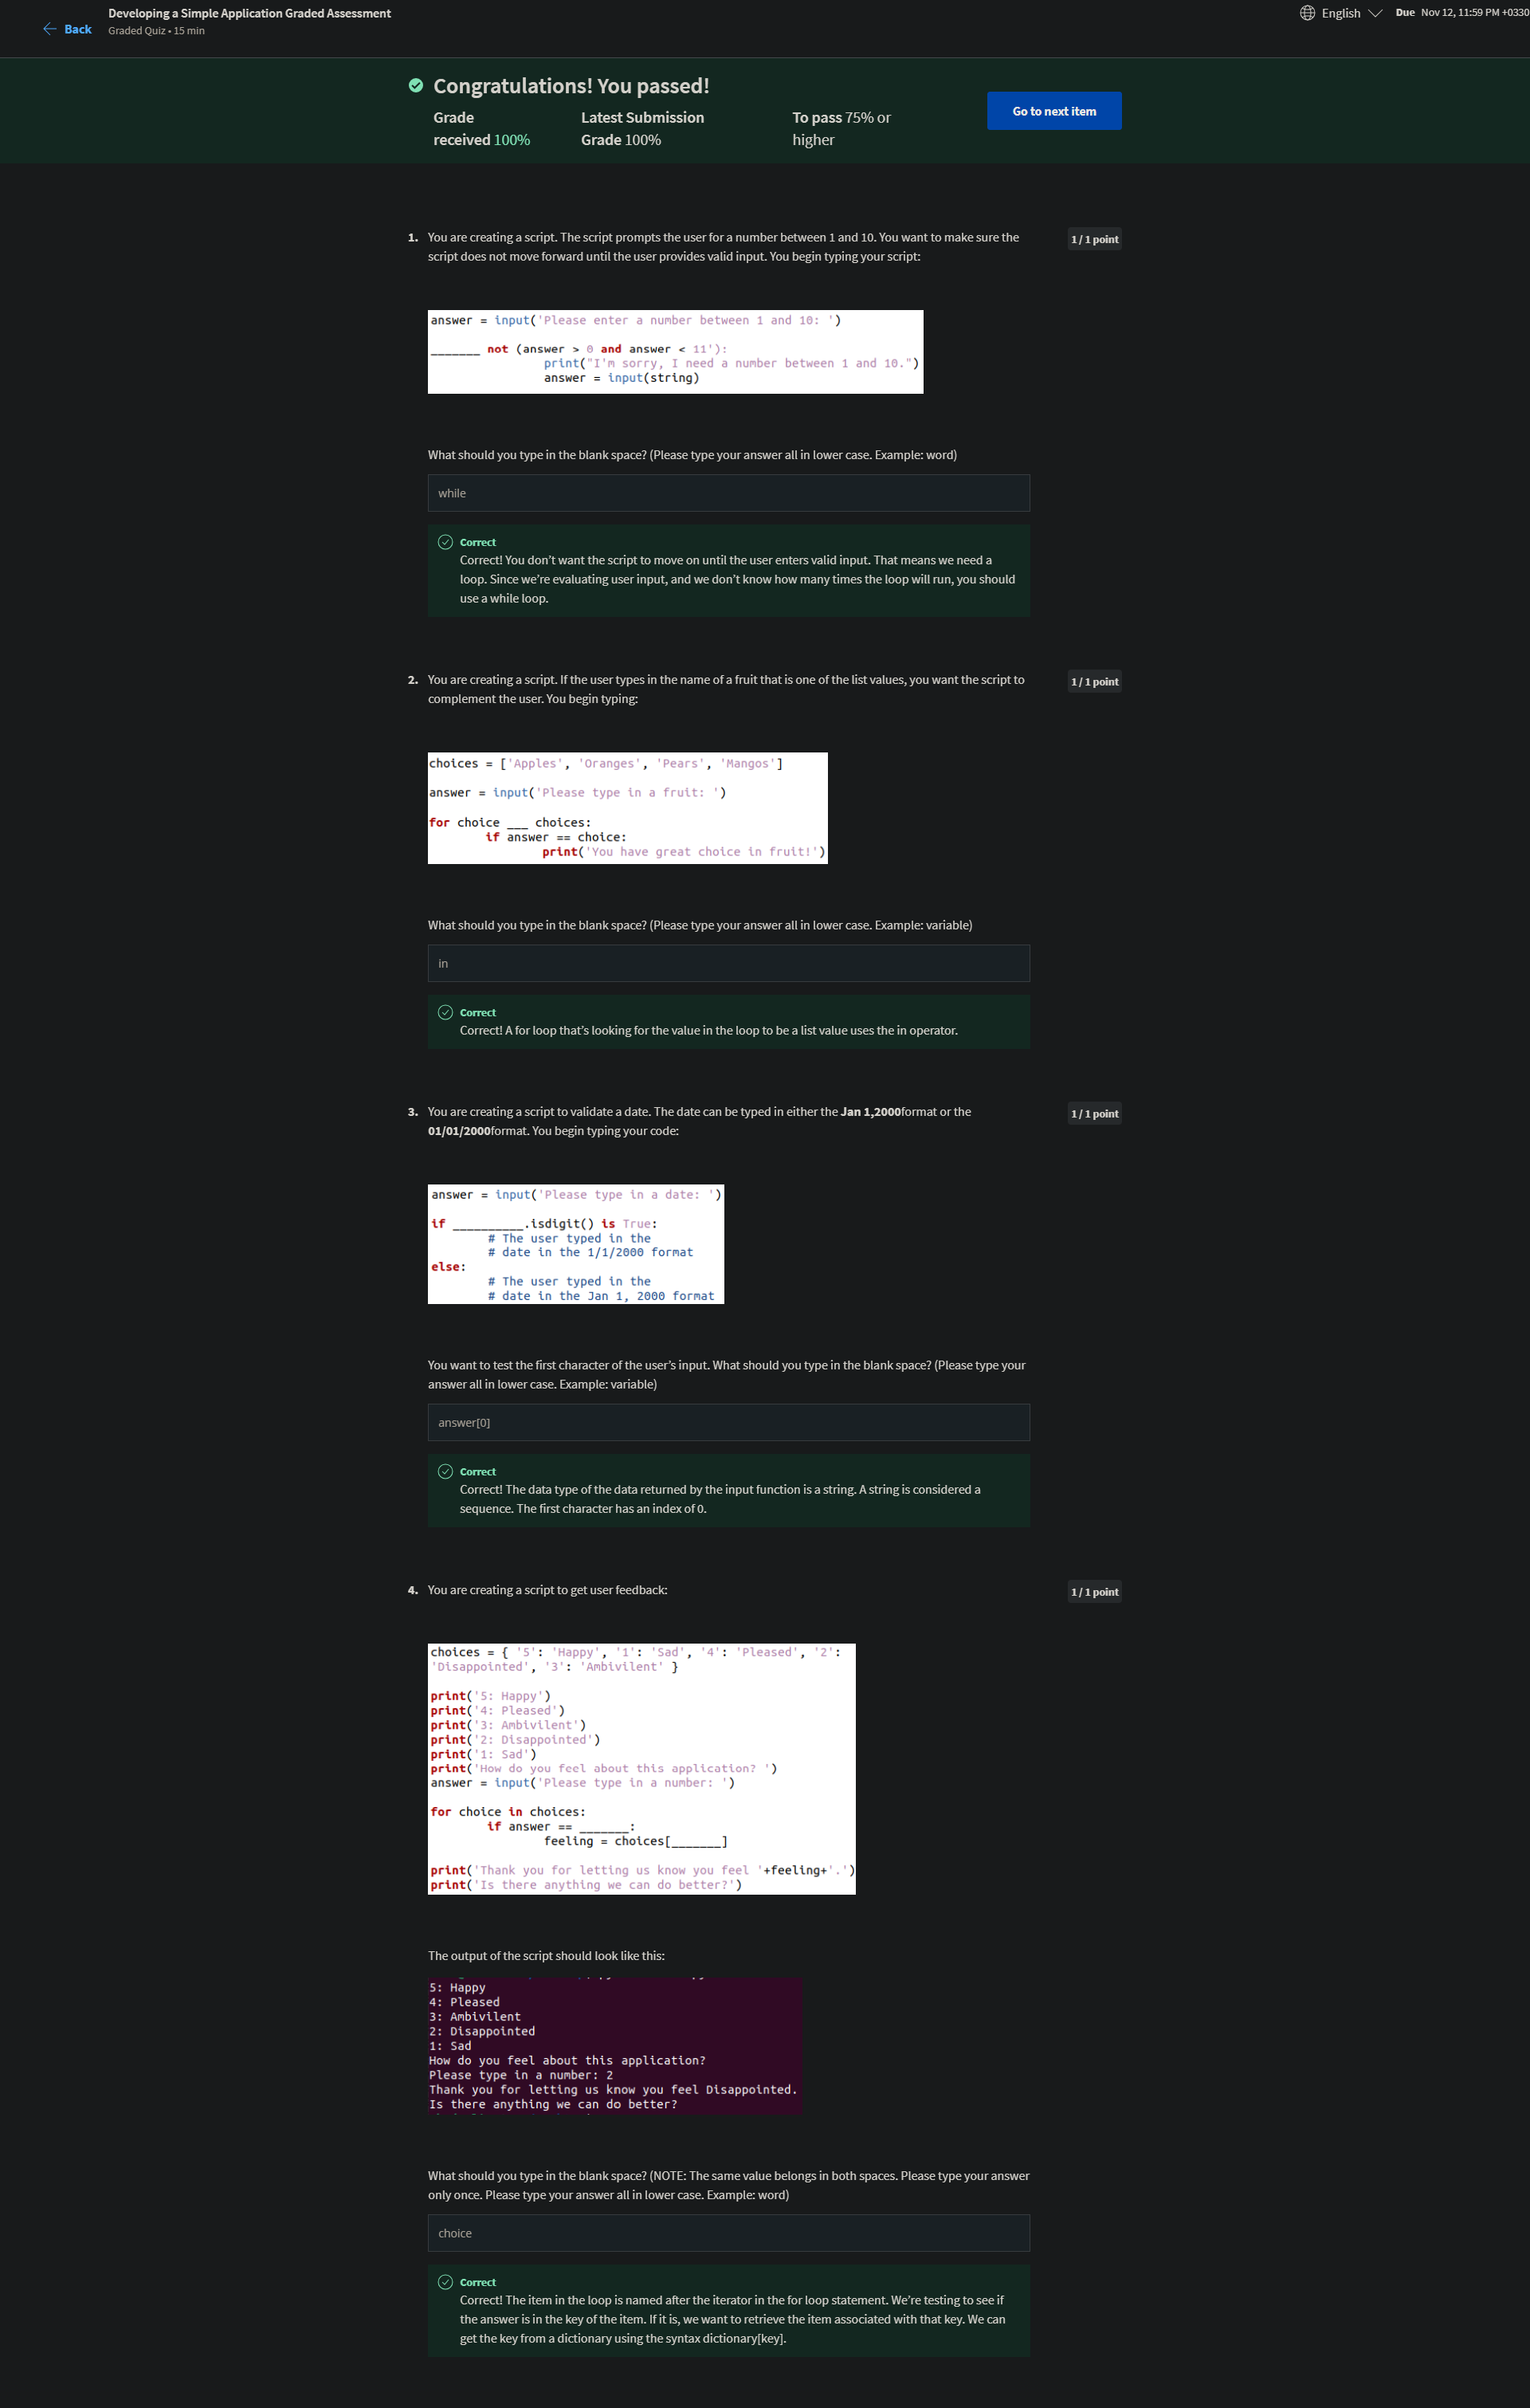 Back
Developing a Simple Application Graded Assessment
Graded Quiz • 15 min
English
Due Nov 12, 11:59 PM +0330
Congratulations! You passed!
Grade received 100%
Latest Submission Grade 100%
To pass 75% or higher
Go to next item
1. You are creating a script. The script prompts the user for a number between 1 and 10. You want to make sure the
script does not move forward until the user provides valid input. You begin typing your script:
1 / 1 point
answer = input('Please enter a number between 1 and 10: ')
_______ not (answer > 0 and answer < 11'):
print("I'm sorry, I need a number between 1 and 10.")
answer = input(string)
What should you type in the blank space? (Please type your answer all in lower case. Example: word)
while
Correct
Correct! You don’t want the script to move on until the user enters valid input. That means we need a
loop. Since we’re evaluating user input, and we don’t know how many times the loop will run, you should
use a while loop.
2. You are creating a script. If the user types in the name of a fruit that is one of the list values, you want the script to
complement the user. You begin typing:
1 / 1 point
choices = ['Apples', 'Oranges', 'Pears', 'Mangos']
answer = input('Please type in a fruit: ')
for choice ___ choices:
if answer == choice:
print('You have great choice in fruit!')
What should you type in the blank space? (Please type your answer all in lower case. Example: variable)
in
Correct
Correct! A for loop that’s looking for the value in the loop to be a list value uses the in operator.
3. You are creating a script to validate a date. The date can be typed in either the Jan 1,2000format or the
01/01/2000format. You begin typing your code:
1 / 1 point
answer = input('Please type in a date: ')
if __________.isdigit() is True:
# The user typed in the
# date in the 1/1/2000 format
else:
# The user typed in the
# date in the Jan 1, 2000 format
You want to test the first character of the user’s input. What should you type in the blank space? (Please type your
answer all in lower case. Example: variable)
answer[0]
Correct
Correct! The data type of the data returned by the input function is a string. A string is considered a
sequence. The first character has an index of 0.
4. You are creating a script to get user feedback:
1 / 1 point
choices = { '5': 'Happy', '1': 'Sad', '4': 'Pleased', '2':
'Disappointed', '3': 'Ambivilent' }
print('5: Happy')
print('4: Pleased')
print('3: Ambivilent')
print('2: Disappointed')
print('1: Sad')
print('How do you feel about this application? ')
answer = input('Please type in a number: ')
for choice in choices:
if answer == _______:
feeling = choices[_______]
print('Thank you for letting us know you feel '+feeling+'.')
print('Is there anything we can do better?')
The output of the script should look like this:
5: Happy
4: Pleased
3: Ambivilent
2: Disappointed
1: Sad
How do you feel about this application?
Please type in a number: 2
Thank you for letting us know you feel Disappointed.
Is there anything we can do better?
What should you type in the blank space? (NOTE: The same value belongs in both spaces. Please type your answer
only once. Please type your answer all in lower case. Example: word)
choice
Correct
Correct! The item in the loop is named after the iterator in the for loop statement. We’re testing to see if
the answer is in the key of the item. If it is, we want to retrieve the item associated with that key. We can
get the key from a dictionary using the syntax dictionary[key].